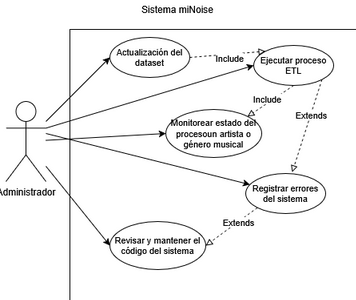 Sistema miNoise
Actualización del
dataset
Include
Ejecutar proceso
ETL
Include
Monitorear estado del
procesoun artista o
género musical
Extends
Administrador
Registrar errores
del sistema
Extends
Revisar y mantener el
código del sistema